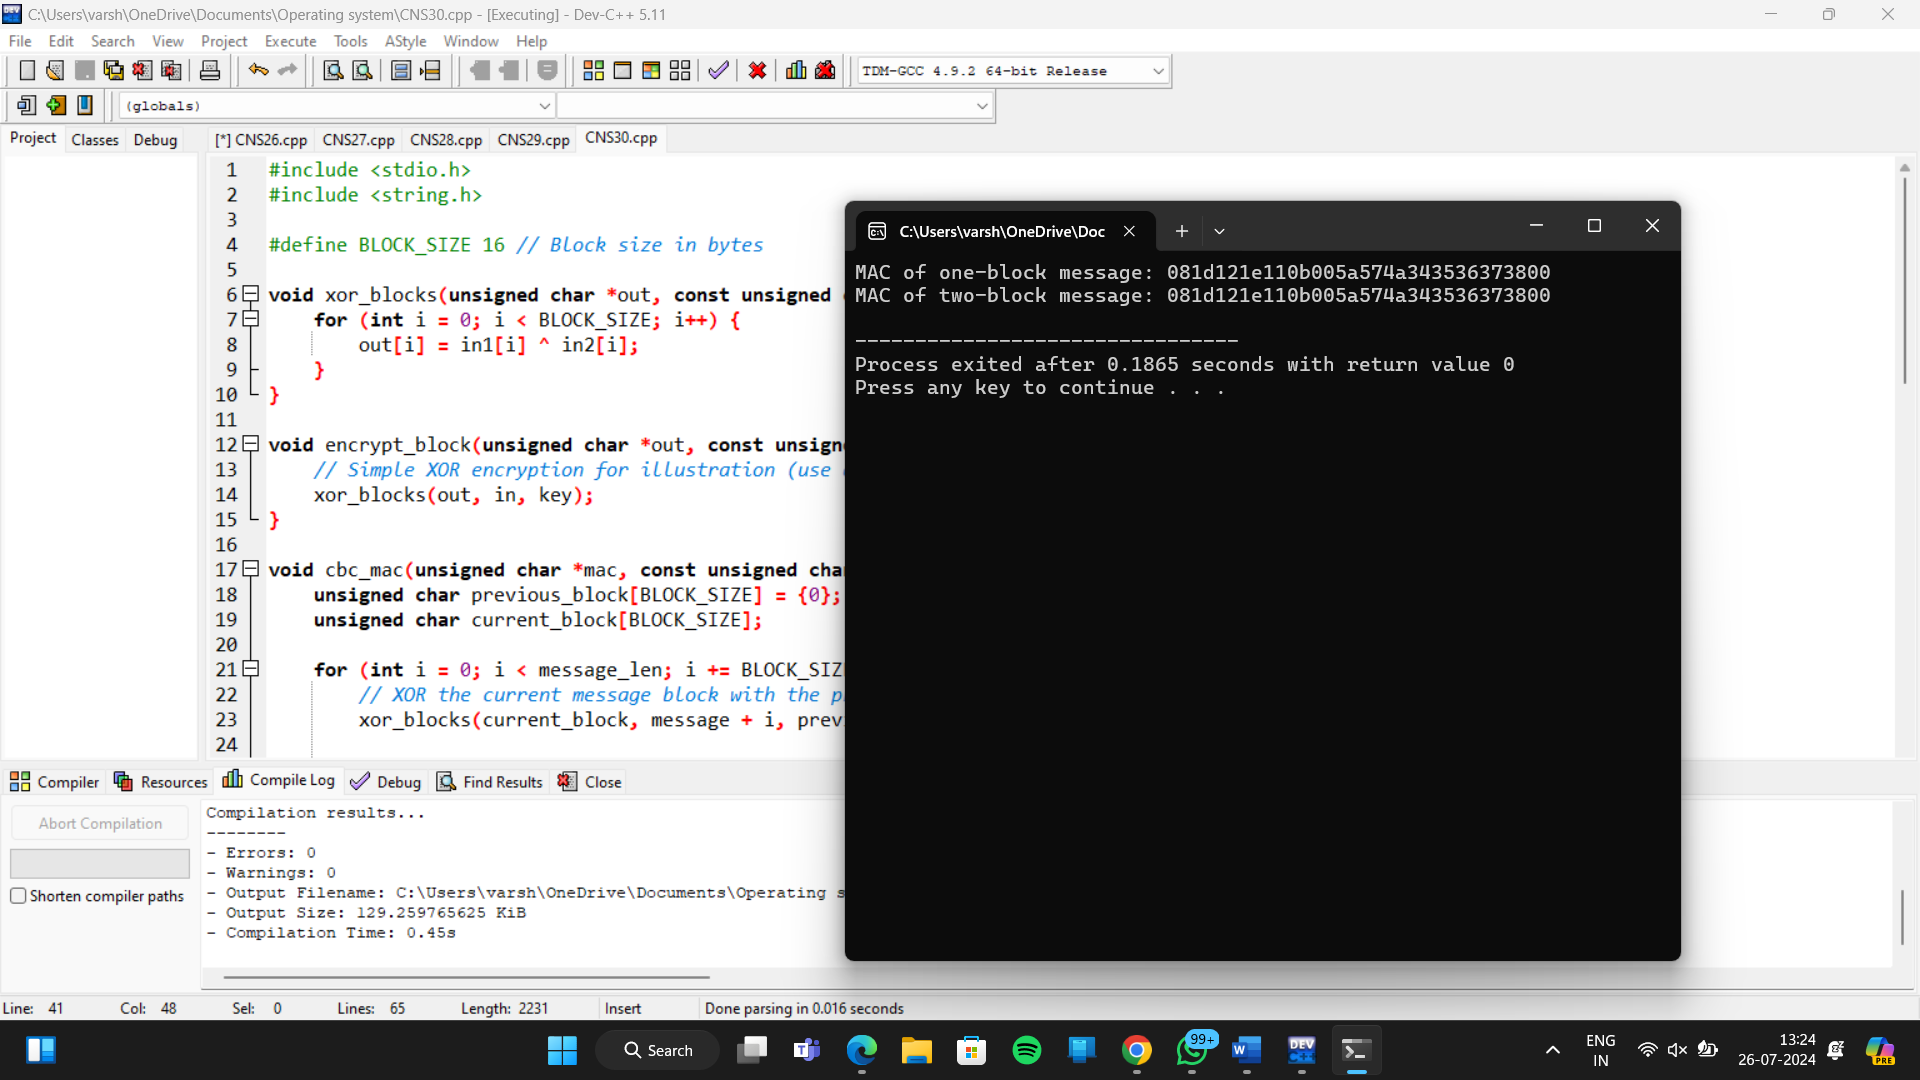 C:\Users\varsh\OneDrive\Documents\Operating system\CNS30.cpp - [Executing] - Dev-C++ 5.11
File Edit Search View Project Execute Tools AStyle Window Help
TDM-GCC 4.9.2 64-bit Release
(globals)
Project Classes Debug [*] CNS26.cpp CNS27.cpp CNS28.cpp CNS29.cpp CNS30.cpp
1 #include <stdio.h>
2 #include <string.h>
3
4 #define BLOCK_SIZE 16 // Block size in bytes
5
6 void xor_blocks(unsigned char *out, const unsigned
7 for (int i = 0; i < BLOCK_SIZE; i++) {
8 out[i] = in1[i] ^ in2[i];
9 }
10 }
11
12 void encrypt_block(unsigned char *out, const unsign
13 // Simple XOR encryption for illustration (use
14 xor_blocks(out, in, key);
15 }
16
17 void cbc_mac(unsigned char *mac, const unsigned cha
18 unsigned char previous_block[BLOCK_SIZE] = {0};
19 unsigned char current_block[BLOCK_SIZE];
20
21 for (int i = 0; i < message_len; i += BLOCK_SIZ
22 // XOR the current message block with the p
23 xor_blocks(current_block, message + i, prev
24
C:\Users\varsh\OneDrive\Doc
MAC of one-block message: 081d121e110b005a574a343536373800
MAC of two-block message: 081d121e110b005a574a343536373800
--------------------------------
Process exited after 0.1865 seconds with return value 0
Press any key to continue . . .
Compiler Resources Compile Log Debug Find Results Close
Abort Compilation
Shorten compiler paths
Compilation results...
--------
- Errors: 0
- Warnings: 0
- Output Filename: C:\Users\varsh\OneDrive\Documents\Operating s
- Output Size: 129.259765625 KiB
- Compilation Time: 0.45s
Line: 41 Col: 48 Sel: 0 Lines: 65 Length: 2231 Insert Done parsing in 0.016 seconds
Search
99+
DEV
ENG
IN
13:24
26-07-2024
PRE